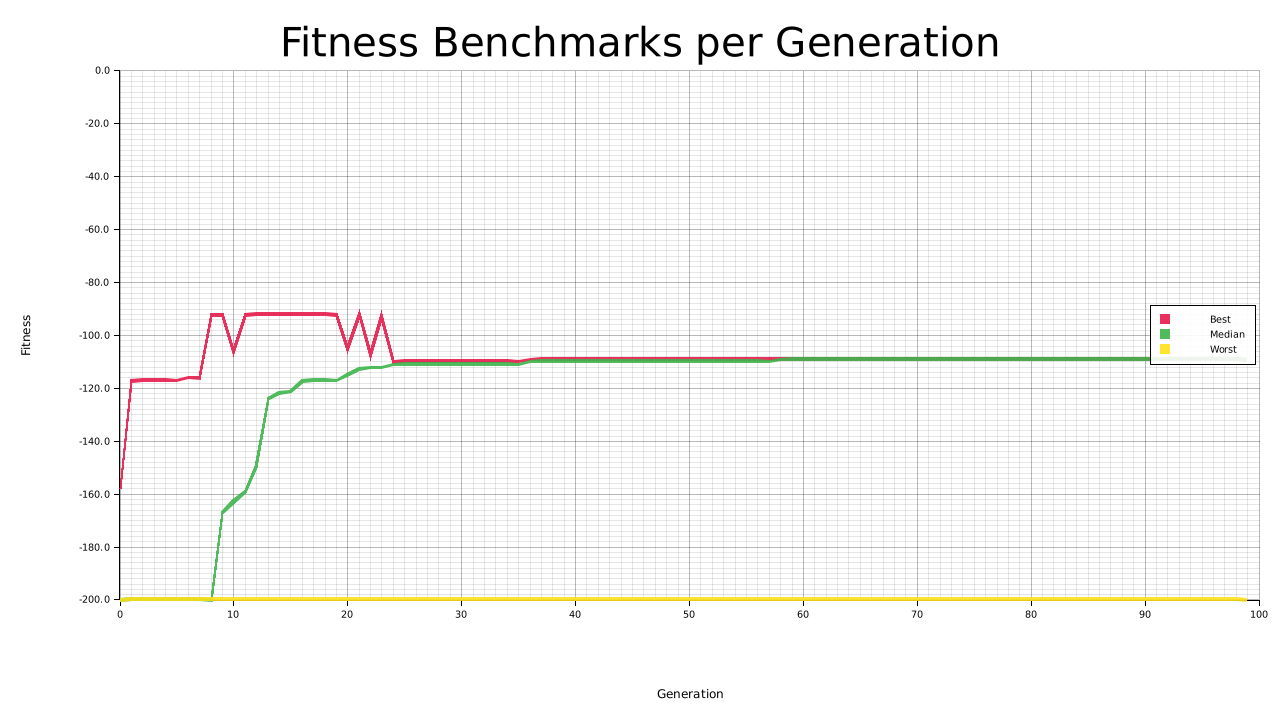 Fitness Benchmarks per Generation
0.0
-20.0
-40.0
-60.0
-80.0
-100.0
-120.0
-140.0
-160.0
-180.0
-200.0
Fitness
Best
Median
Worst
0 10 20 30 40 50 60 70 80 90 100
Generation